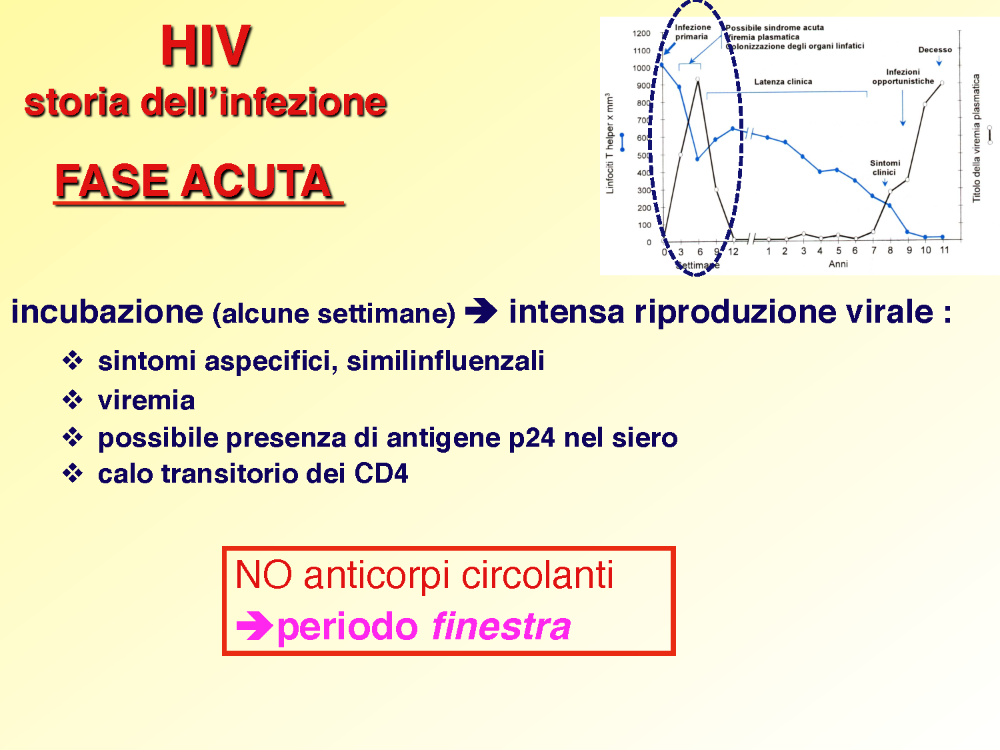 HIV
storia dell’infezione
FASE ACUTA
Infezione
primaria
Possibile sindrome acuta
Viremia plasmatica
Colonizzazione degli organi linfatici
Decesso
Infezioni
opportunistiche
Latenza clinica
Sintomi
clinici
Linfociti T helper x mm³
1200
1100
1000
900
800
700
600
500
400
300
200
100
0
Titolo della viremia plasmatica
0 3 6 9 12 1 2 3 4 5 6 7 8 9 10 11
Settimane Anni
incubazione (alcune settimane) ➔ intensa riproduzione virale :
❖ sintomi aspecifici, similinfluenzali
❖ viremia
❖ possibile presenza di antigene p24 nel siero
❖ calo transitorio dei CD4
NO anticorpi circolanti
➔periodo finestra